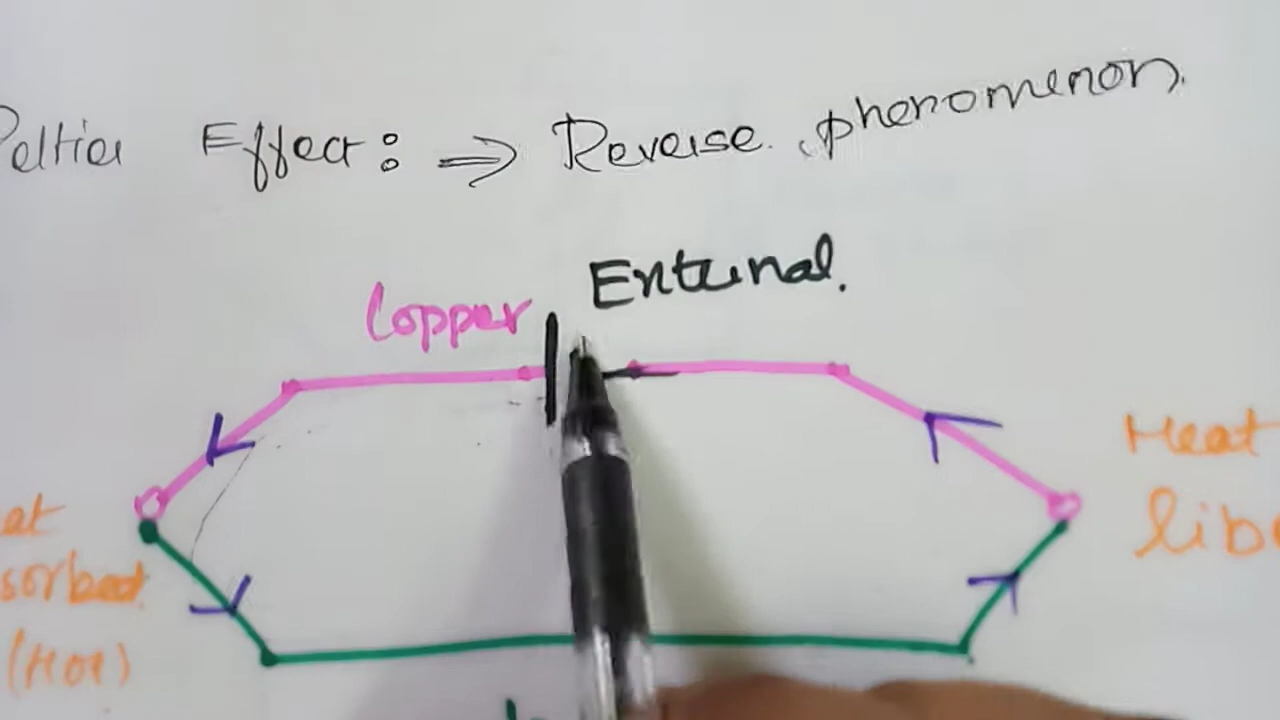 Peltier Effect: ⇒ Reverse phenomenon.
External.
Copper
Heat
lib
at
sorbed.
(Hot)